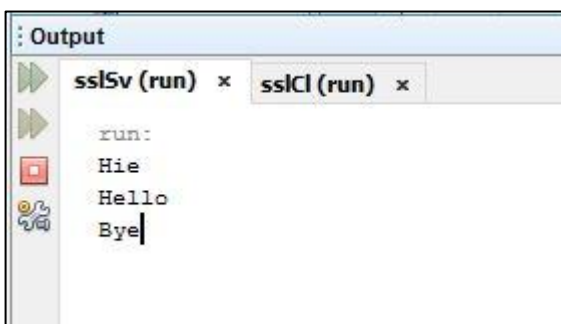 Output
sslSv (run) × sslCl (run) ×
run:
Hie
Hello
Bye